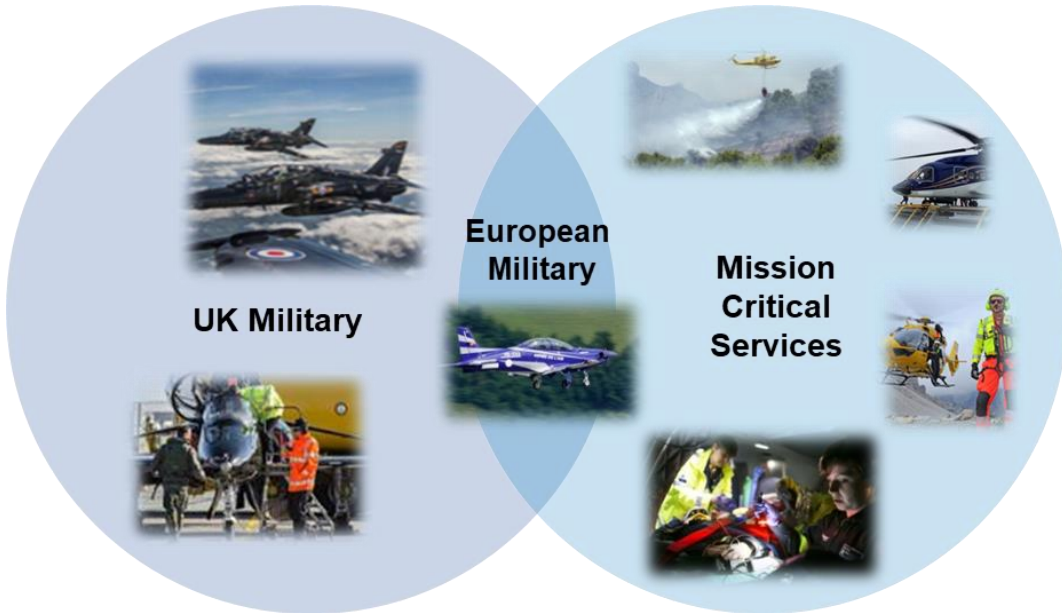 European
Military
UK Military
Mission
Critical
Services